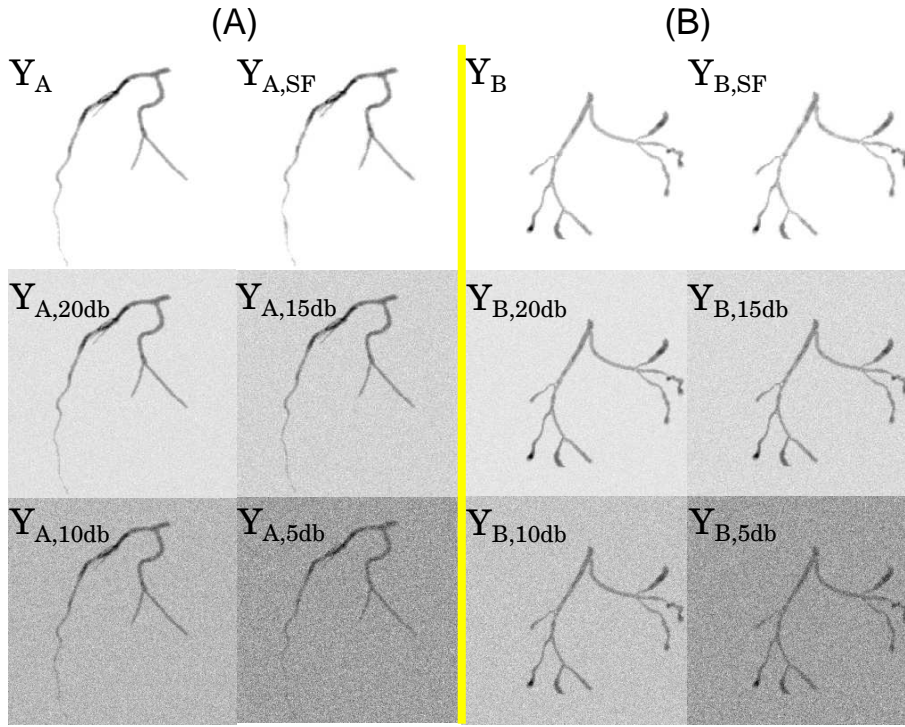 (A) (B)
Y_A Y_A,SF Y_B Y_B,SF
Y_A,20db Y_A,15db Y_B,20db Y_B,15db
Y_A,10db Y_A,5db Y_B,10db Y_B,5db